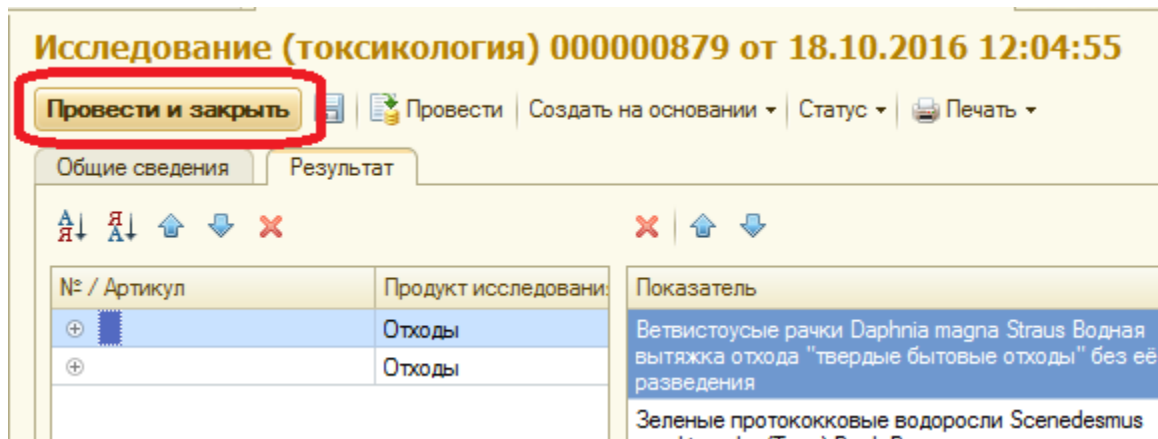 Исследование (токсикология) 000000879 от 18.10.2016 12:04:55
Провести и закрыть Провести Создать на основании Статус Печать
Общие сведения Результат
№ / Артикул Продукт исследовани Показатель
Отходы
Отходы
Ветвистоусые рачки Daphnia magna Straus Водная
вытяжка отхода "твердые бытовые отходы" без её
разведения
Зеленые протококковые водоросли Scenedesmus